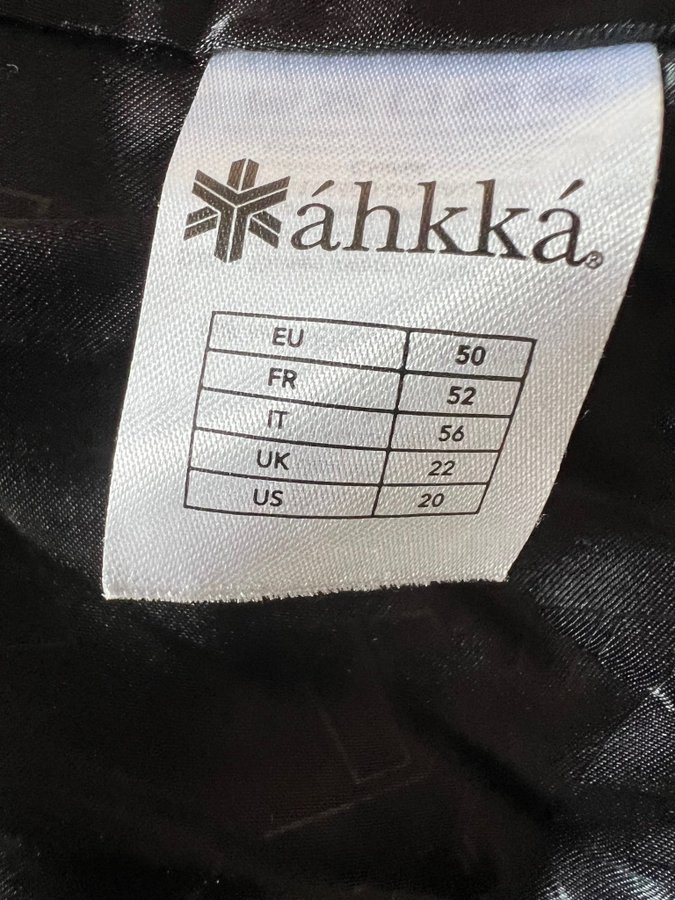 áhkká®
EU 50
FR 52
IT 56
UK 22
US 20